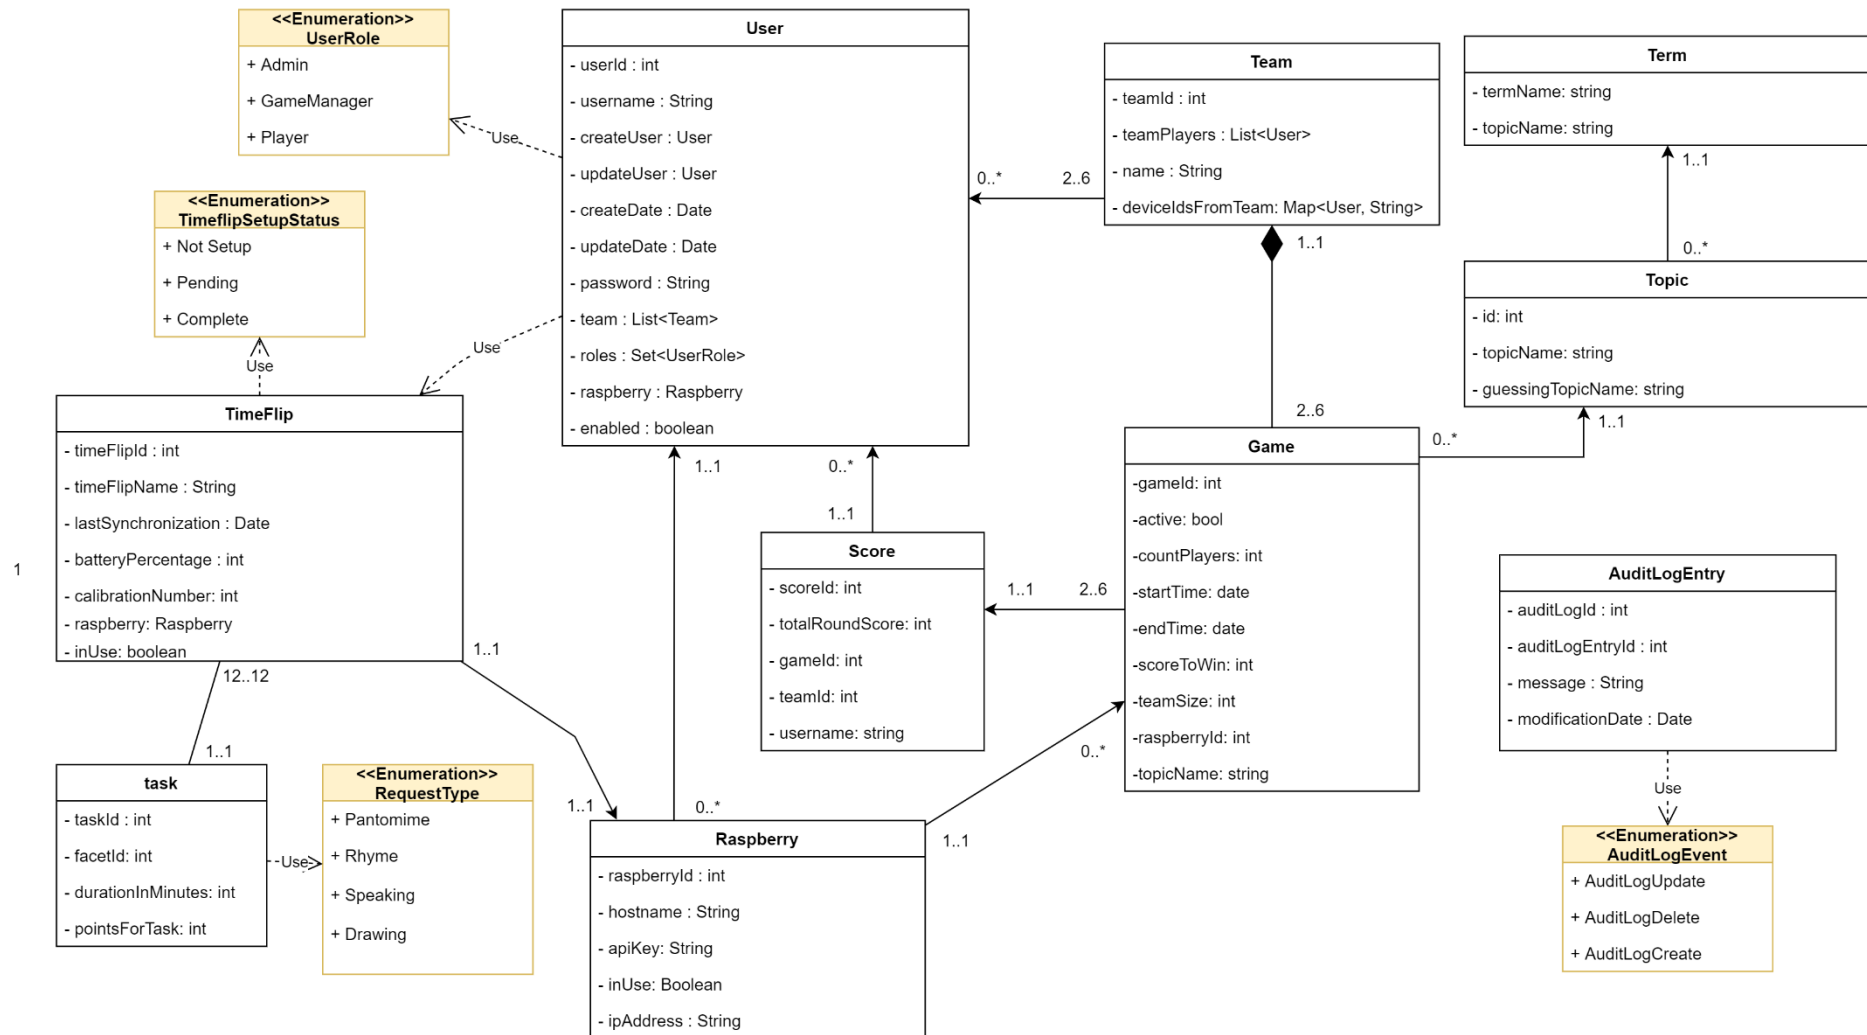 <<Enumeration>>
UserRole
+ Admin
+ GameManager
+ Player
Use
<<Enumeration>>
TimeflipSetupStatus
+ Not Setup
+ Pending
+ Complete
Use
Use
User
- userId : int
- username : String
- createUser : User
- updateUser : User
- createDate : Date
- updateDate : Date
- password : String
- team : List<Team>
- roles : Set<UserRole>
- raspberry : Raspberry
- enabled : boolean
0..*
2..6
Team
- teamId : int
- teamPlayers : List<User>
- name : String
- deviceIdsFromTeam: Map<User, String>
1..1
2..6
Term
- termName: string
- topicName: string
1..1
0..*
Topic
- id: int
- topicName: string
- guessingTopicName: string
0..*
1..1
TimeFlip
- timeFlipId : int
- timeFlipName : String
- lastSynchronization : Date
- batteryPercentage : int
- calibrationNumber: int
- raspberry: Raspberry
- inUse: boolean
1
12..12
1..1
1..1
1..1
task
- taskId : int
- facetId: int
- durationInMinutes: int
- pointsForTask: int
Use
<<Enumeration>>
RequestType
+ Pantomime
+ Rhyme
+ Speaking
+ Drawing
1..1
0..*
0..*
1..1
Score
- scoreId: int
- totalRoundScore: int
- gameId: int
- teamId: int
- username: string
1..1
2..6
Game
-gameId: int
-active: bool
-countPlayers: int
-startTime: date
-endTime: date
-scoreToWin: int
-teamSize: int
-raspberryId: int
-topicName: string
0..*
1..1
Raspberry
- raspberryId : int
- hostname : String
- apiKey: String
- inUse: Boolean
- ipAddress : String
AuditLogEntry
- auditLogId : int
- auditLogEntryId : int
- message : String
- modificationDate : Date
Use
<<Enumeration>>
AuditLogEvent
+ AuditLogUpdate
+ AuditLogDelete
+ AuditLogCreate